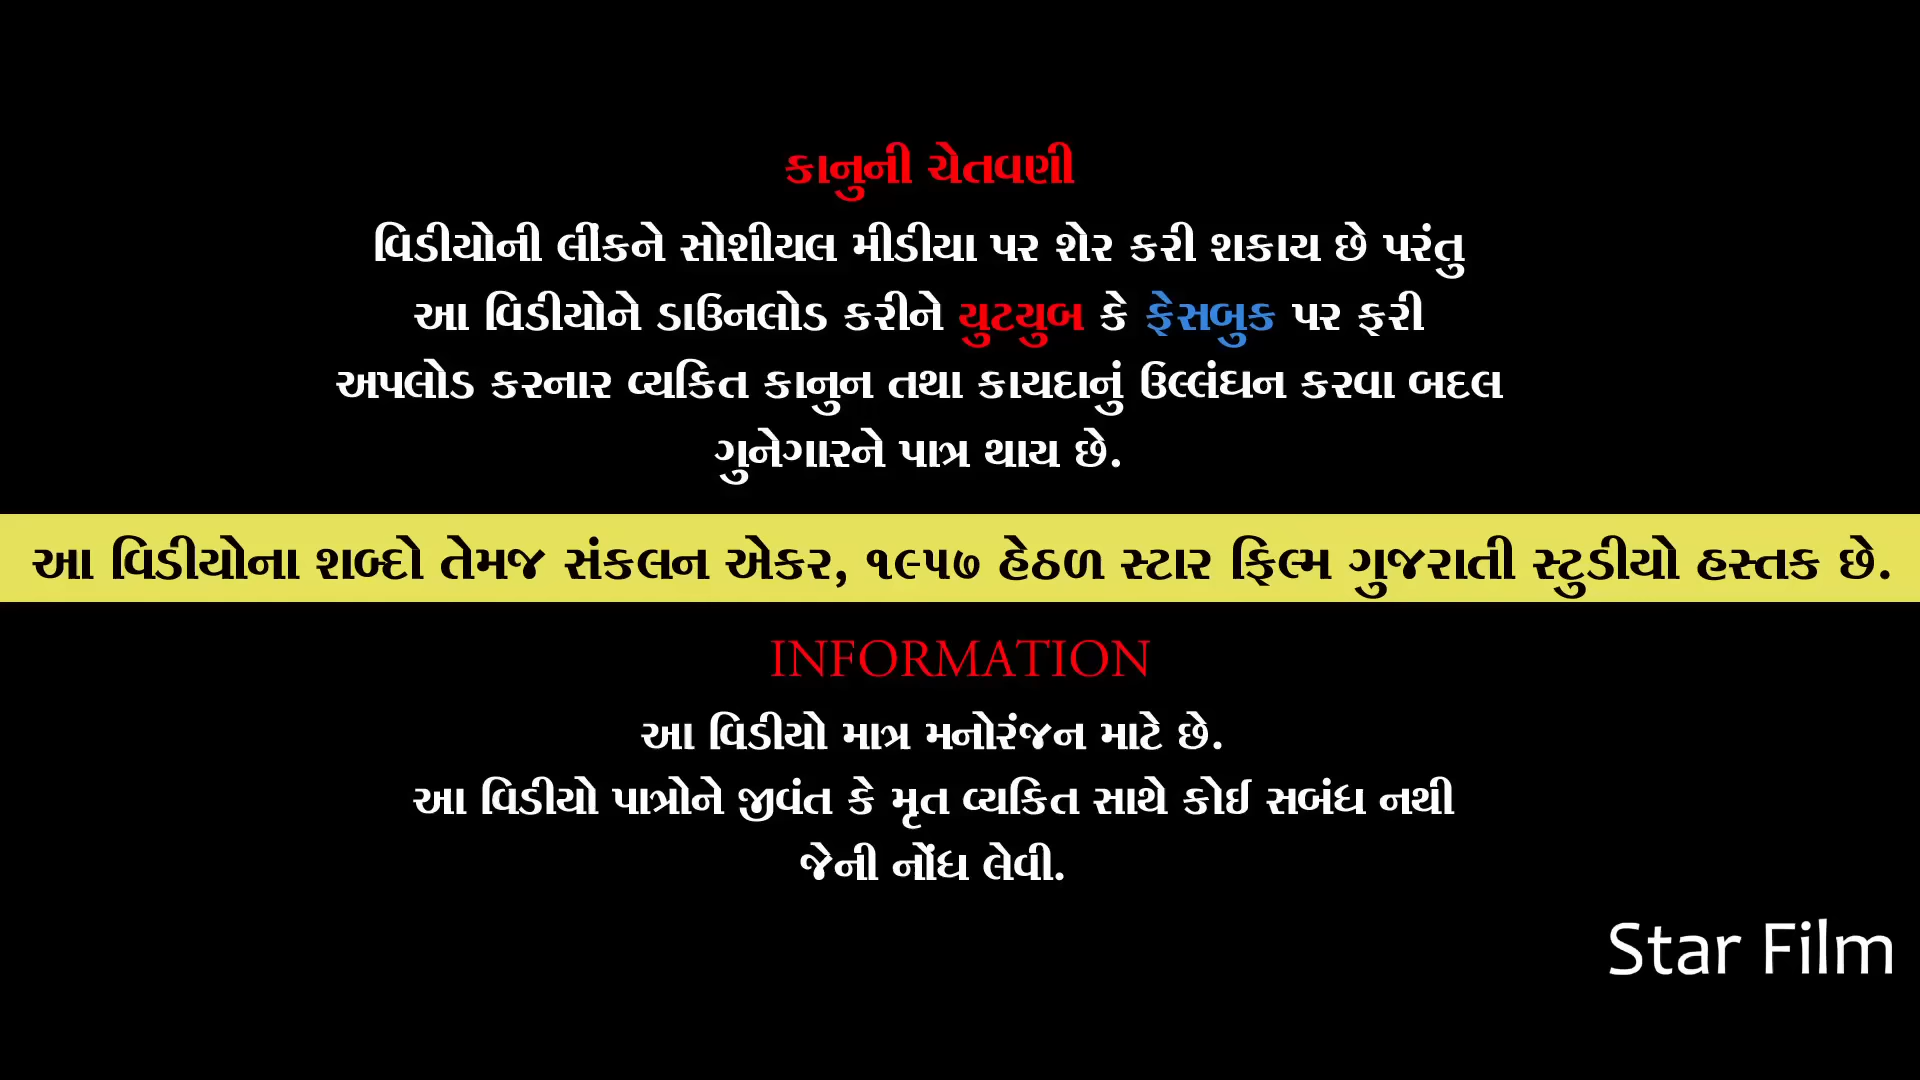 કાનુની ચેતવણી
વિડીયોની લીંકને સોશીયલ મીડીયા પર શેર કરી શકાય છે પરંતુ
આ વિડીયોને ડાઉનલોડ કરીને યુટયુબ કે ફેસબુક પર ફરી
અપલોડ કરનાર વ્યકિત કાનુન તથા કાયદાનું ઉલ્લંઘન કરવા બદલ
ગુનેગારને પાત્ર થાય છે.
આ વિડીયોના શબ્દો તેમજ સંકલન એકર, ૧૯૫૭ હેઠળ સ્ટાર ફિલ્મ ગુજરાતી સ્ટુડીયો હસ્તક છે.
INFORMATION
આ વિડીયો માત્ર મનોરંજન માટે છે.
આ વિડીયો પાત્રોને જીવંત કે મૃત વ્યકિત સાથે કોઈ સબંધ નથી
જેની નોંધ લેવી.
Star Film